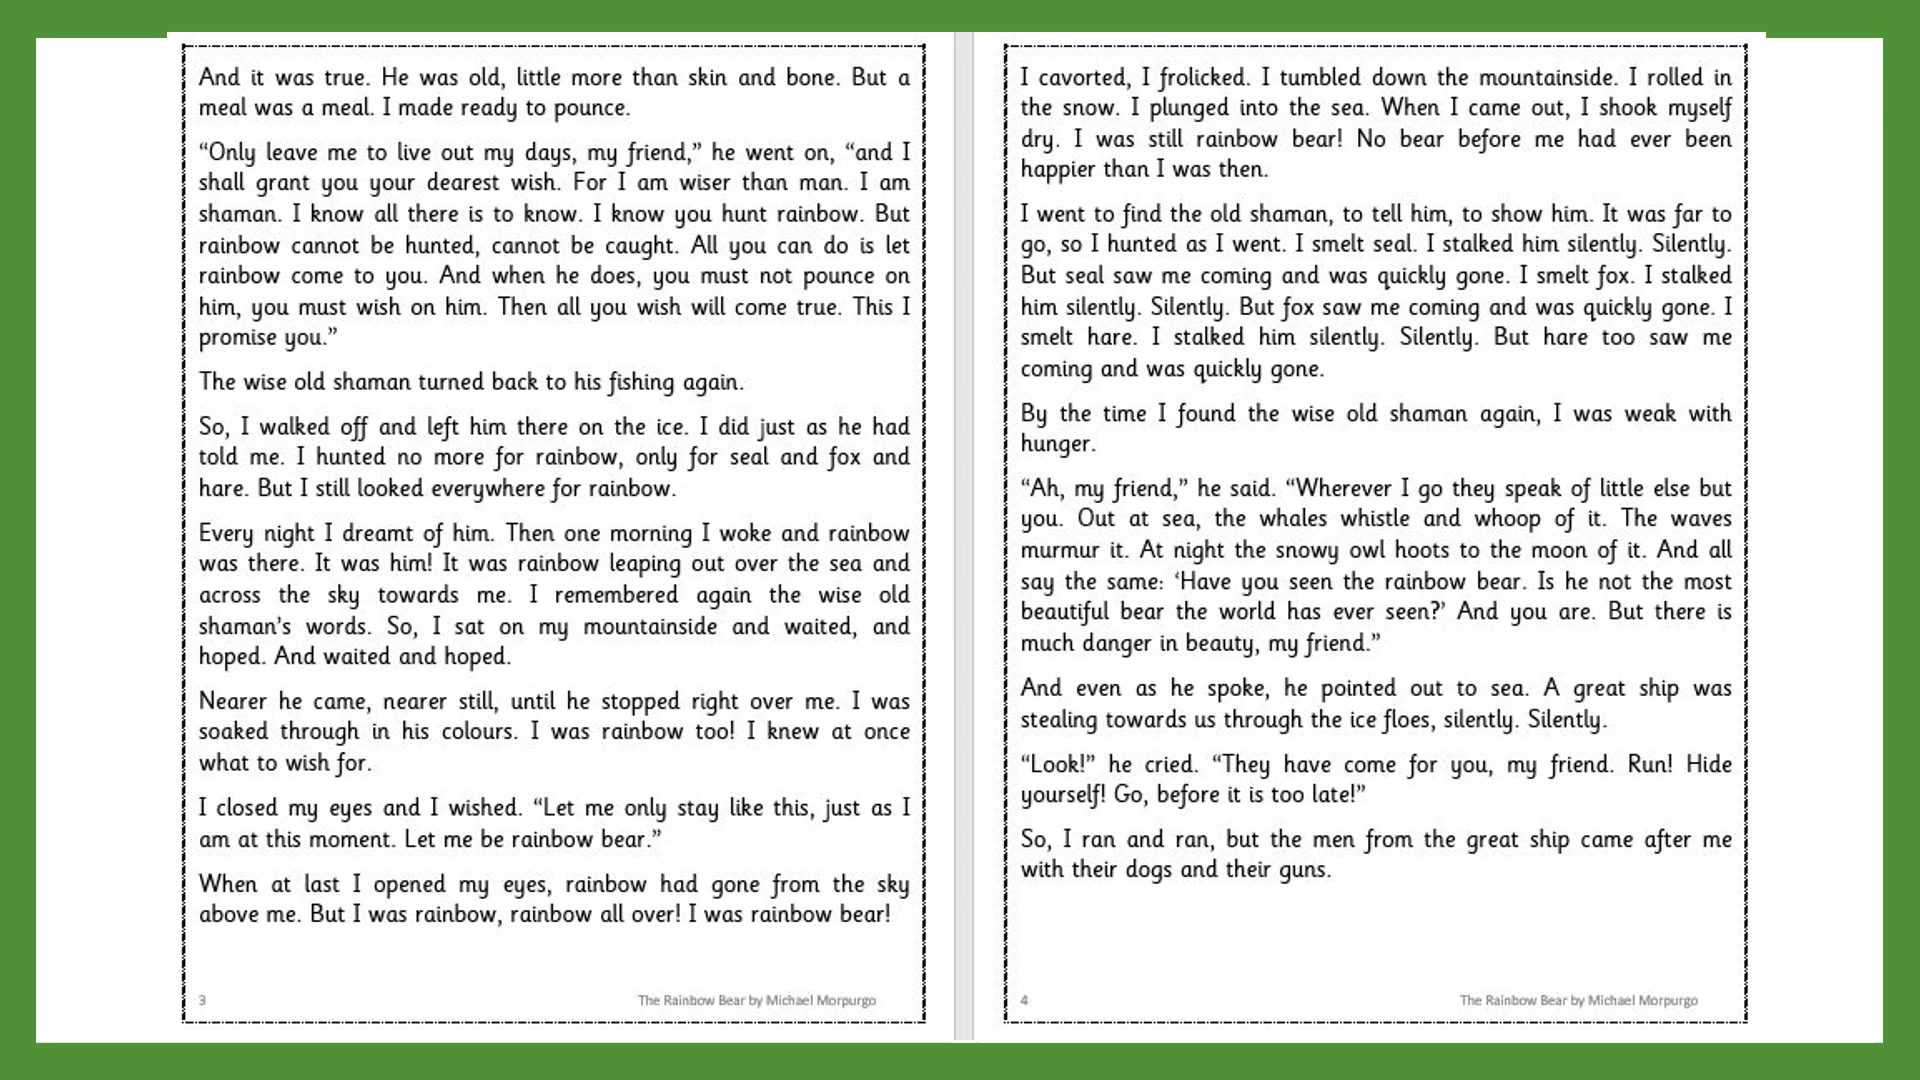 And it was true. He was old, little more than skin and bone. But a
meal was a meal. I made ready to pounce.
“Only leave me to live out my days, my friend,” he went on, “and I
shall grant you your dearest wish. For I am wiser than man. I am
shaman. I know all there is to know. I know you hunt rainbow. But
rainbow cannot be hunted, cannot be caught. All you can do is let
rainbow come to you. And when he does, you must not pounce on
him, you must wish on him. Then all you wish will come true. This I
promise you.”
The wise old shaman turned back to his fishing again.
So, I walked off and left him there on the ice. I did just as he had
told me. I hunted no more for rainbow, only for seal and fox and
hare. But I still looked everywhere for rainbow.
Every night I dreamt of him. Then one morning I woke and rainbow
was there. It was him! It was rainbow leaping out over the sea and
across the sky towards me. I remembered again the wise old
shaman’s words. So, I sat on my mountainside and waited, and
hoped. And waited and hoped.
Nearer he came, nearer still, until he stopped right over me. I was
soaked through in his colours. I was rainbow too! I knew at once
what to wish for.
I closed my eyes and I wished. “Let me only stay like this, just as I
am at this moment. Let me be rainbow bear.”
When at last I opened my eyes, rainbow had gone from the sky
above me. But I was rainbow, rainbow all over! I was rainbow bear!
3 The Rainbow Bear by Michael Morpurgo
I cavorted, I frolicked. I tumbled down the mountainside. I rolled in
the snow. I plunged into the sea. When I came out, I shook myself
dry. I was still rainbow bear! No bear before me had ever been
happier than I was then.
I went to find the old shaman, to tell him, to show him. It was far to
go, so I hunted as I went. I smelt seal. I stalked him silently. Silently.
But seal saw me coming and was quickly gone. I smelt fox. I stalked
him silently. Silently. But fox saw me coming and was quickly gone. I
smelt hare. I stalked him silently. Silently. But hare too saw me
coming and was quickly gone.
By the time I found the wise old shaman again, I was weak with
hunger.
“Ah, my friend,” he said. “Wherever I go they speak of little else but
you. Out at sea, the whales whistle and whoop of it. The waves
murmur it. At night the snowy owl hoots to the moon of it. And all
say the same: ‘Have you seen the rainbow bear. Is he not the most
beautiful bear the world has ever seen?’ And you are. But there is
much danger in beauty, my friend.”
And even as he spoke, he pointed out to sea. A great ship was
stealing towards us through the ice floes, silently. Silently.
“Look!” he cried. “They have come for you, my friend. Run! Hide
yourself! Go, before it is too late!”
So, I ran and ran, but the men from the great ship came after me
with their dogs and their guns.
4 The Rainbow Bear by Michael Morpurgo